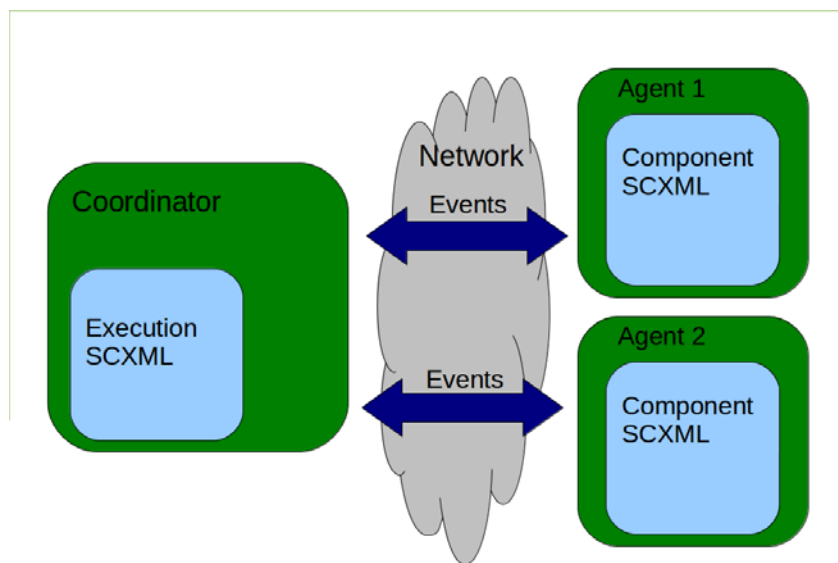 Coordinator
Execution
SCXML
Network
Events
Events
Agent 1
Component
SCXML
Agent 2
Component
SCXML